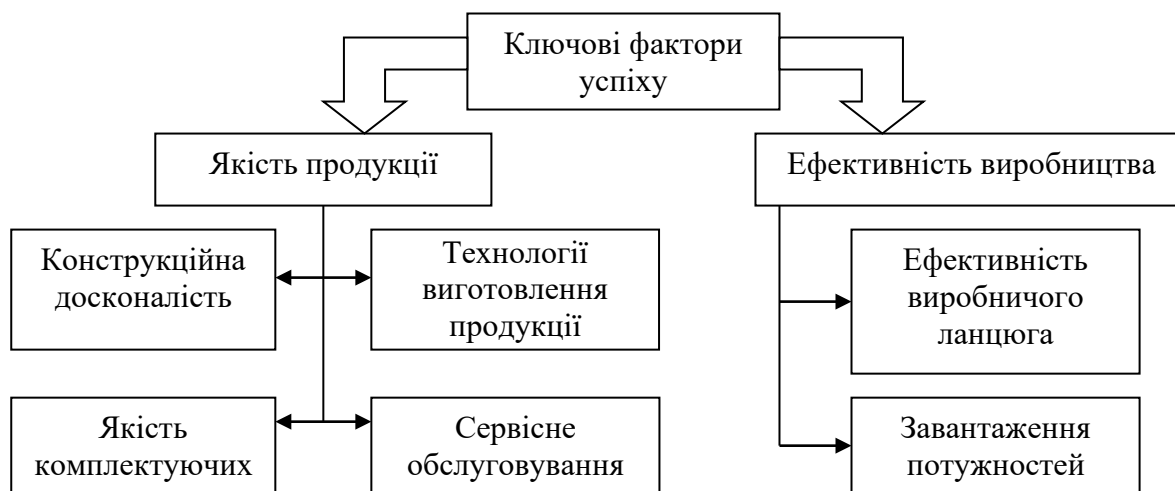 Ключові фактори
успіху
Якість продукції
Ефективність виробництва
Конструкційна
досконалість
Технології
виготовлення
продукції
Ефективність
виробничого
ланцюга
Якість
комплектуючих
Сервісне
обслуговування
Завантаження
потужностей